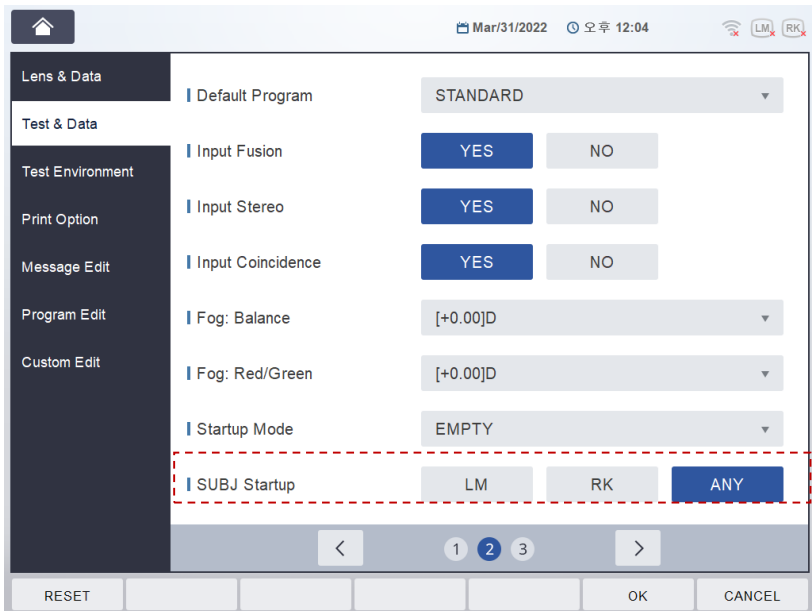 Mar/31/2022 오후 12:04 LM RK
Lens & Data
Test & Data
Test Environment
Print Option
Message Edit
Program Edit
Custom Edit
Default Program STANDARD
Input Fusion YES NO
Input Stereo YES NO
Input Coincidence YES NO
Fog: Balance [+0.00]D
Fog: Red/Green [+0.00]D
Startup Mode EMPTY
SUBJ Startup LM RK ANY
< 1 2 3 >
RESET OK CANCEL